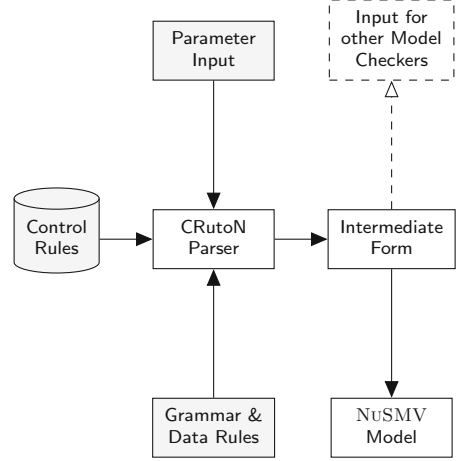 Parameter
Input
Input for
other Model
Checkers
Control
Rules
CRutoN
Parser
Intermediate
Form
Grammar &
Data Rules
NuSMV
Model